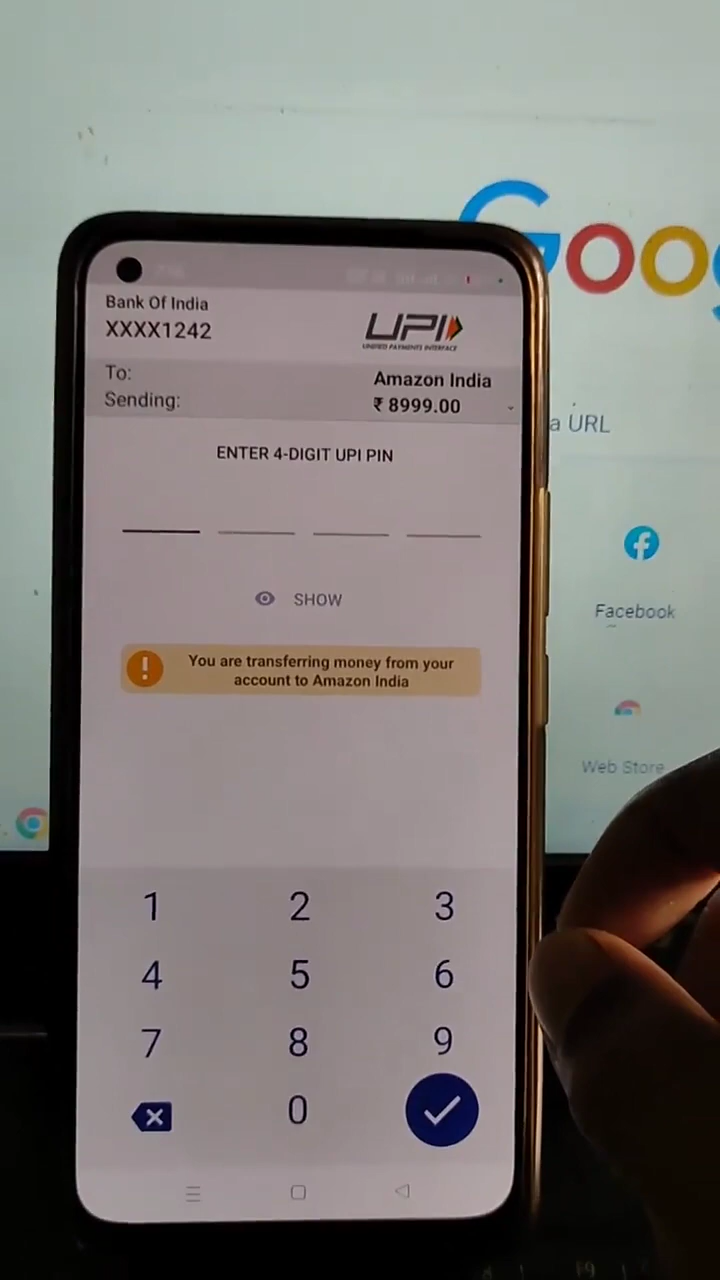 Goo
Bank Of India
XXXX1242
UPI
UNIFIED PAYMENTS INTERFACE
To:
Amazon India
Sending:
₹ 8999.00
a URL
ENTER 4-DIGIT UPI PIN
SHOW
Facebook
You are transferring money from your
account to Amazon India
Web Store
1 2 3
4 5 6
7 8 9
0